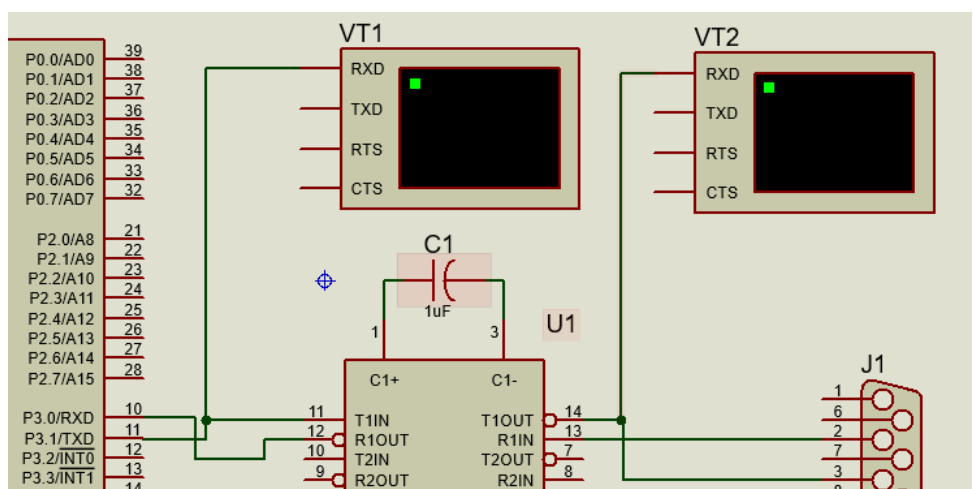 VT1
VT2
39
P0.0/AD0
RXD
RXD
38
P0.1/AD1
37
P0.2/AD2
TXD
TXD
36
P0.3/AD3
35
P0.4/AD4
RTS
RTS
34
P0.5/AD5
33
P0.6/AD6
CTS
CTS
32
P0.7/AD7
21
P2.0/A8
22
P2.1/A9
C1
23
P2.2/A10
24
P2.3/A11
1uF
25
P2.4/A12
1
3
U1
26
P2.5/A13
27
P2.6/A14
28
P2.7/A15
C1+
C1-
J1
1
10
P3.0/RXD
11
T1IN
T1OUT
14
6
11
P3.1/TXD
12
R1OUT
R1IN
13
2
12
P3.2/INT0
10
T2IN
T2OUT
7
7
13
P3.3/INT1
9
R2OUT
R2IN
8
3
14